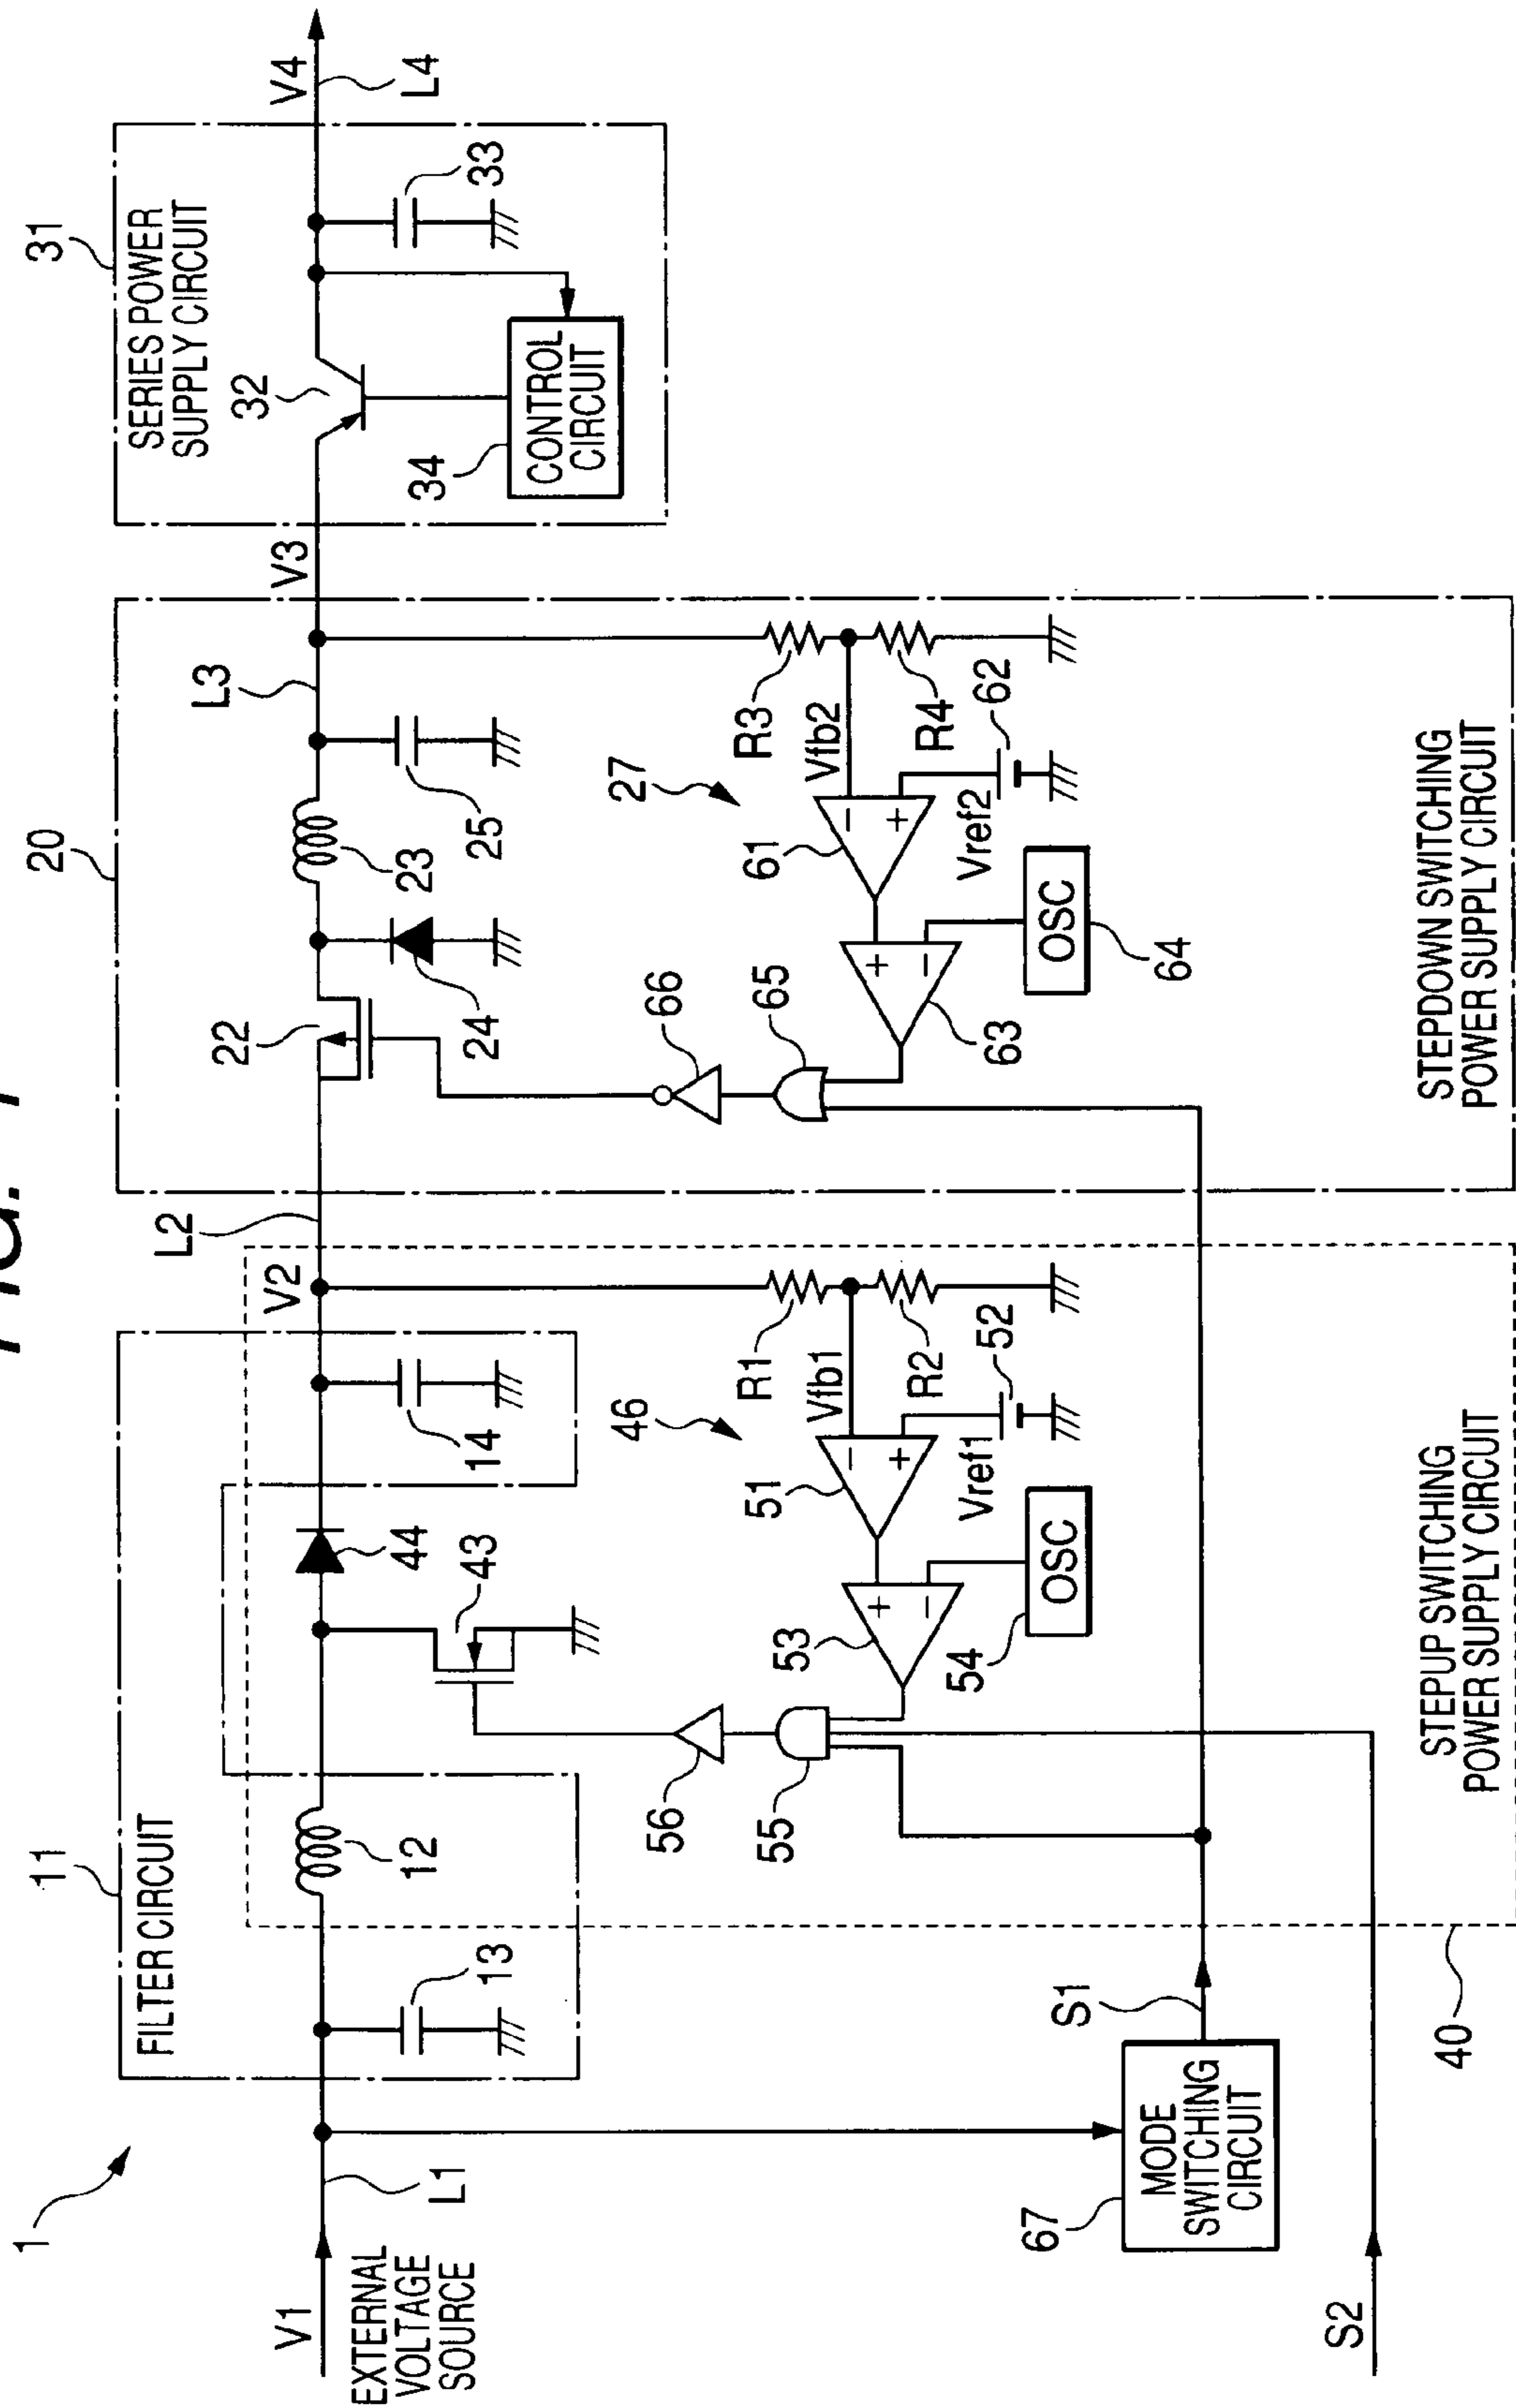 FIG. 1
1
11
FILTER CIRCUIT
20
31
SERIES POWER
SUPPLY CIRCUIT
V1
EXTERNAL
VOLTAGE
SOURCE
L1
13
12
44
43
14
V2
L2
22
24
23
25
L3
V3
32
34
CONTROL
CIRCUIT
33
V4
L4
56
55
53
54
OSC
51
46
R1
Vfb1
R2
Vref1
52
66
65
63
64
OSC
61
27
R3
Vfb2
R4
Vref2
62
67
MODE
SWITCHING
CIRCUIT
S1
S2
40
STEPUP SWITCHING
POWER SUPPLY CIRCUIT
STEPDOWN SWITCHING
POWER SUPPLY CIRCUIT